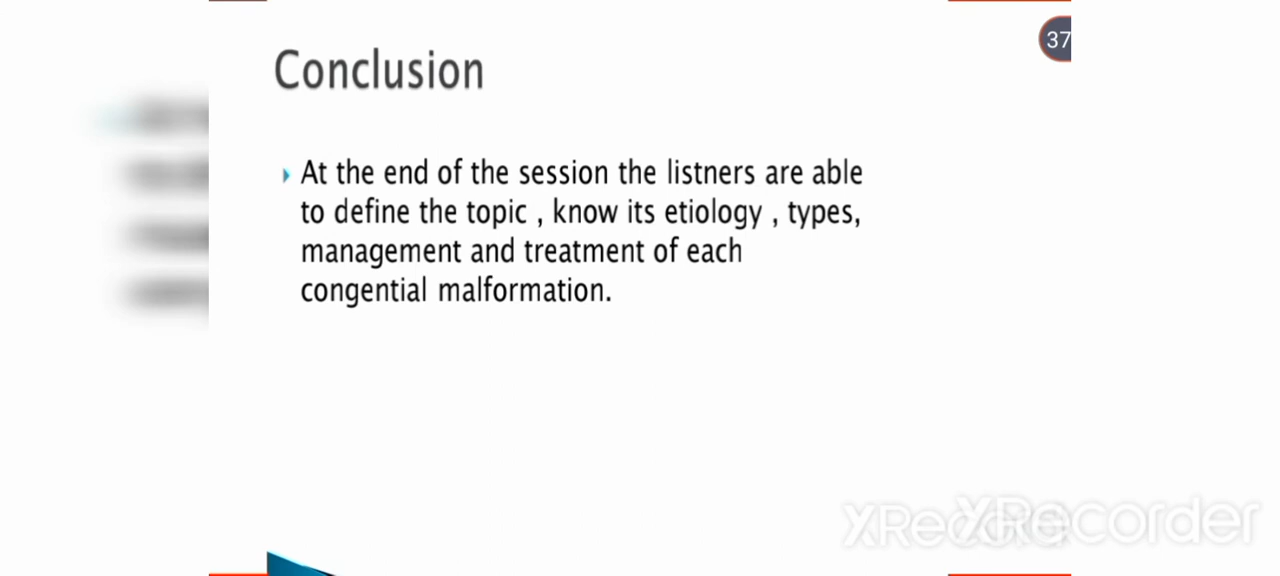 37
Conclusion
At the end of the session the listners are able
to define the topic , know its etiology , types,
management and treatment of each
congential malformation.
XRecorder